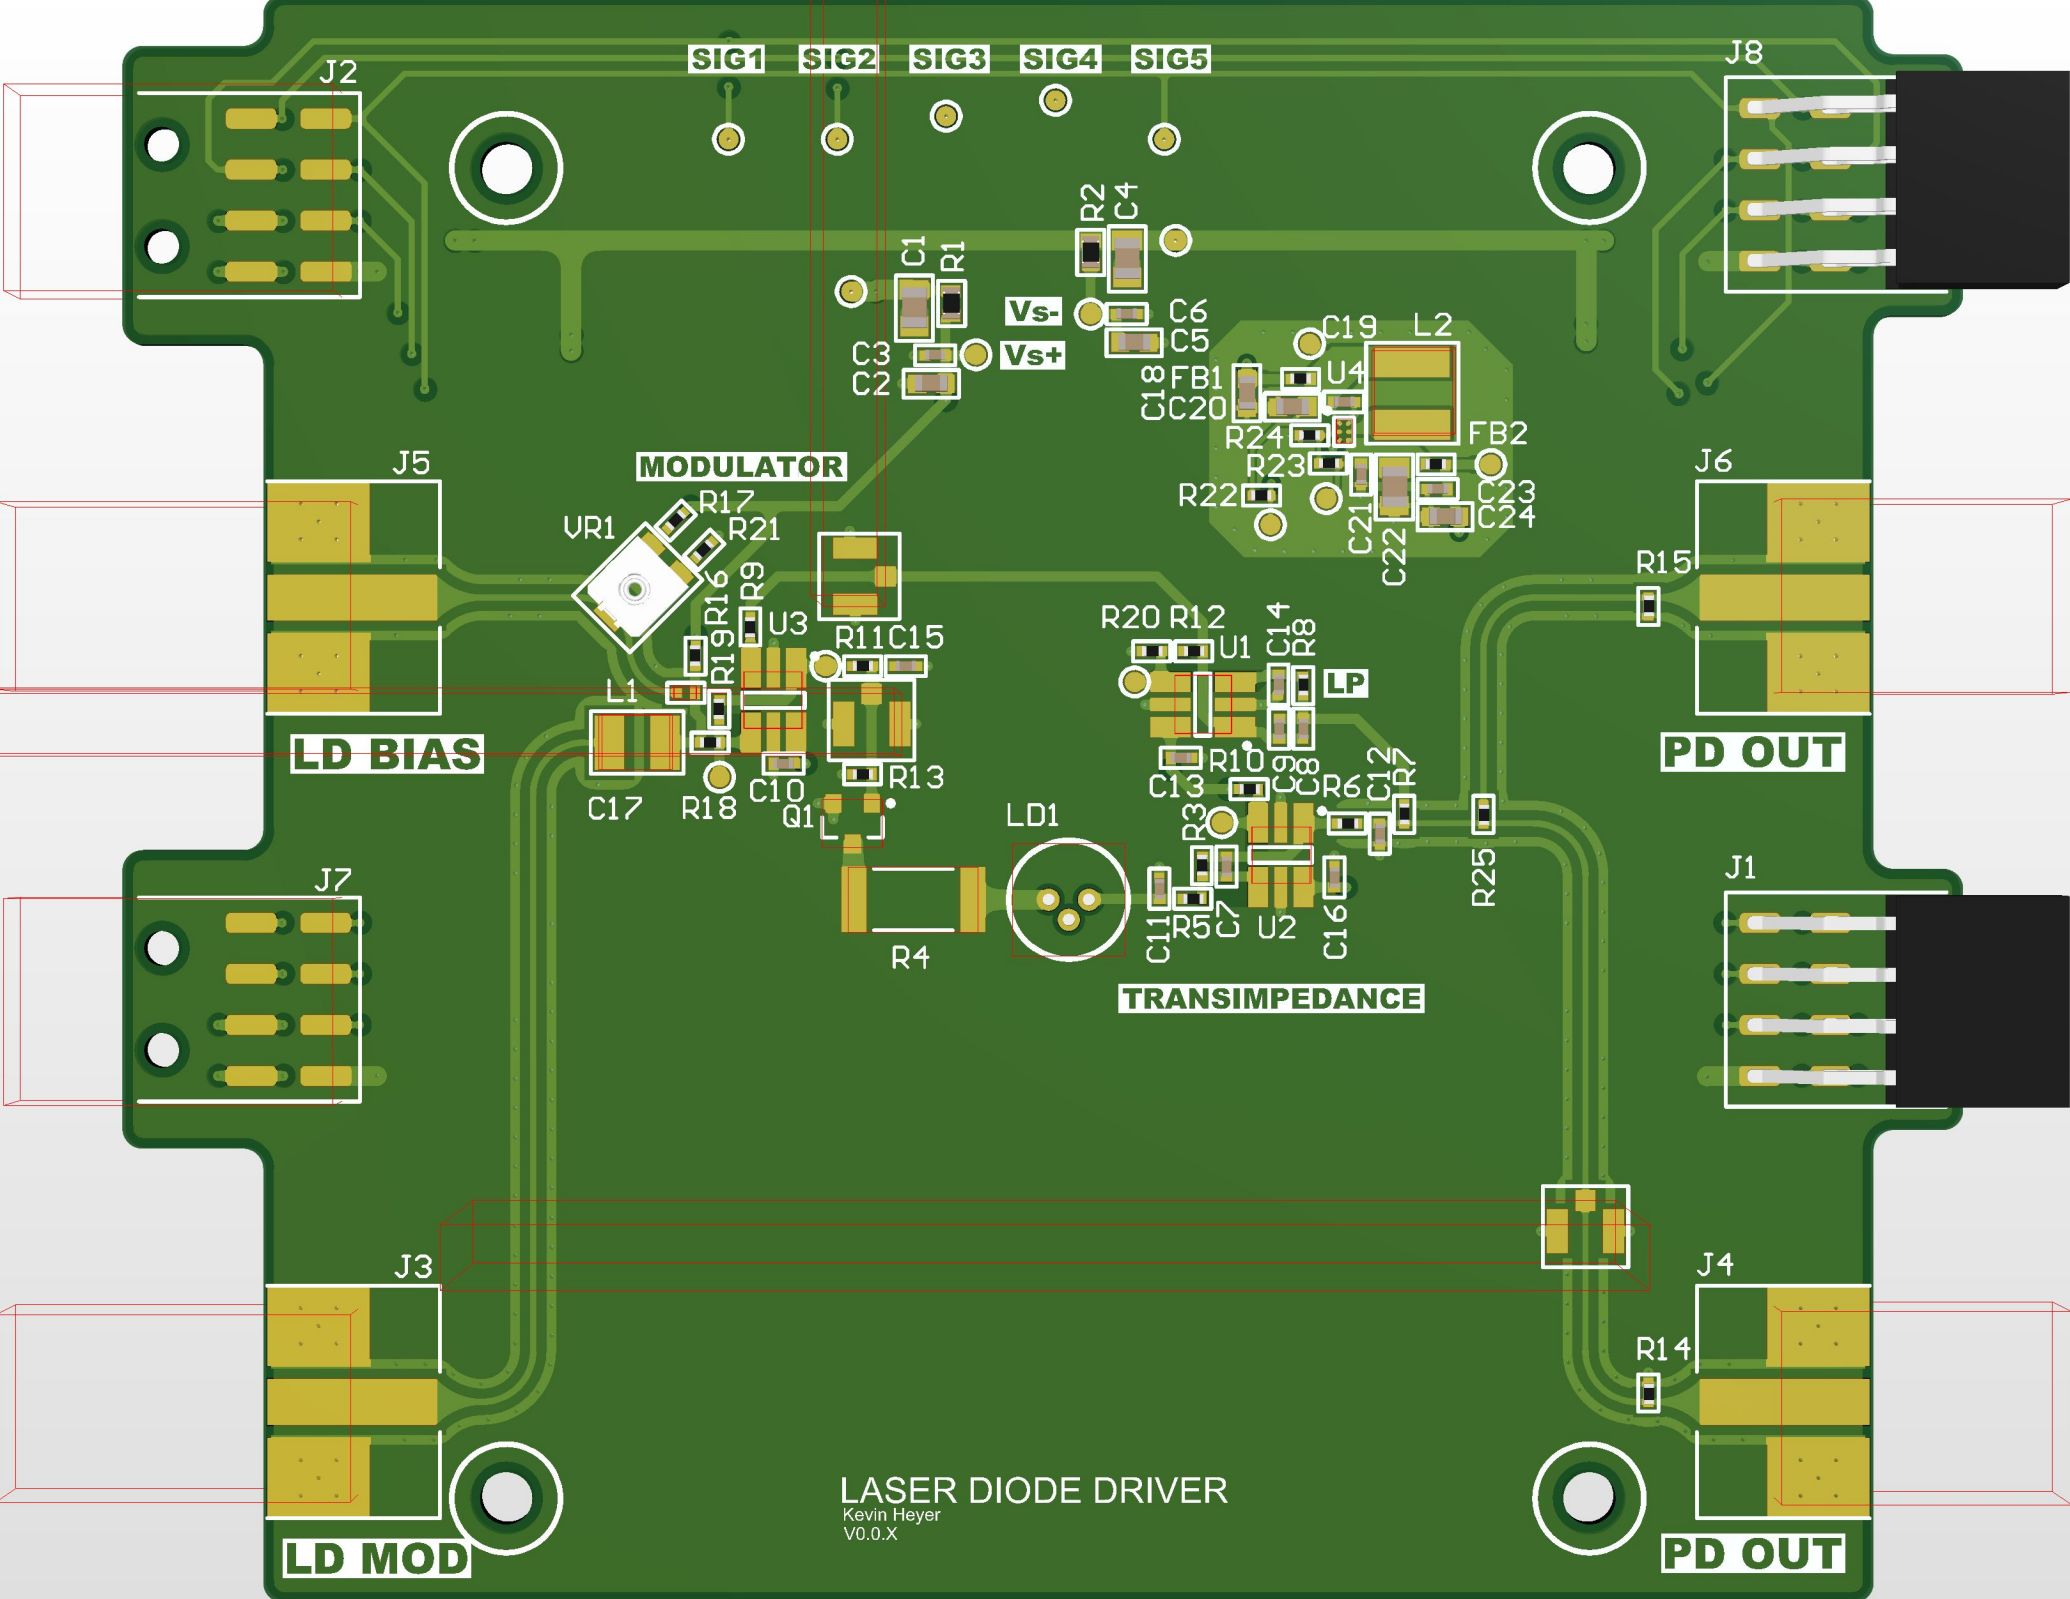 SIG1 SIG2 SIG3 SIG4 SIG5
J2
J8
R2
C4
C1
R1
Vs-
C6
C5
C3
Vs+
C2
C19
L2
C18
FB1
U4
C20
R24
FB2
R23
R22
C23
C24
C21
C22
J5
MODULATOR
J6
R17
R21
VR1
R16
R9
U3
R19
R11
C15
R15
R20
R12
U1
C14
R8
LP
L1
LD BIAS
PD OUT
C17
R18
C10
Q1
R13
C13
R10
C9
C8
R6
C12
R7
R3
LD1
J7
J1
R25
R4
C11
R5
C7
U2
C16
TRANSIMPEDANCE
J3
J4
R14
LASER DIODE DRIVER
Kevin Heyer
V0.0.X
LD MOD
PD OUT